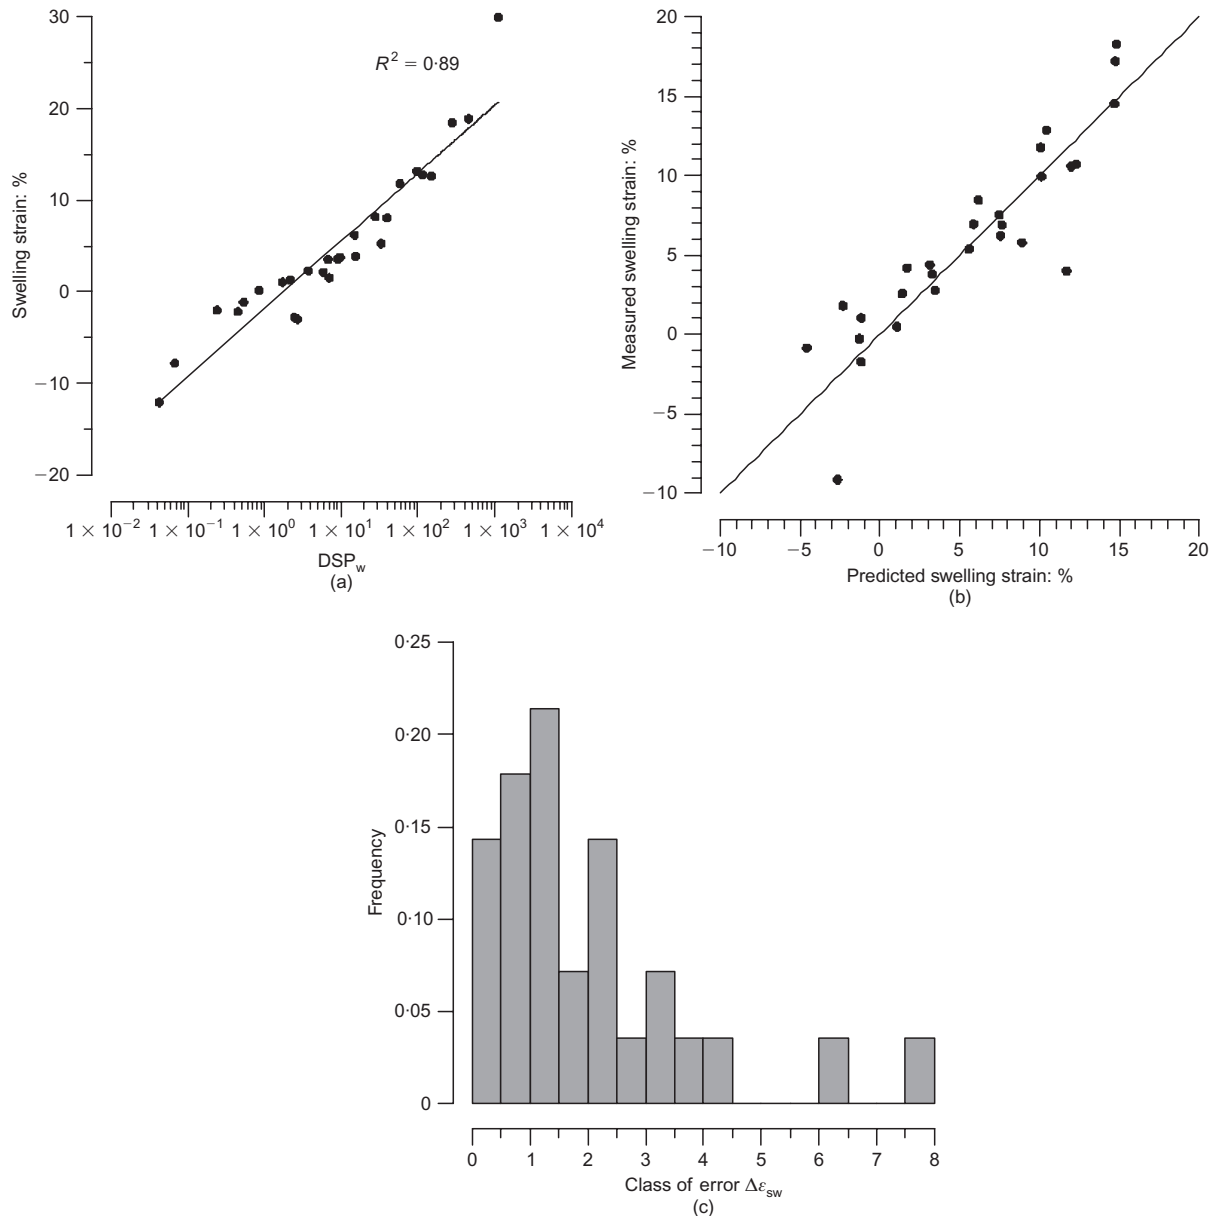 30
20
10
0
−10
−20
Swelling strain: %
R² = 0·89
1 × 10⁻²
1 × 10⁻¹
1 × 10⁰
1 × 10¹
1 × 10²
1 × 10³
1 × 10⁴
DSPw
(a)
20
15
10
5
0
−5
−10
Measured swelling strain: %
−10
−5
0
5
10
15
20
Predicted swelling strain: %
(b)
0·25
0·20
0·15
0·10
0·05
0
Frequency
0
1
2
3
4
5
6
7
8
Class of error Δεsw
(c)